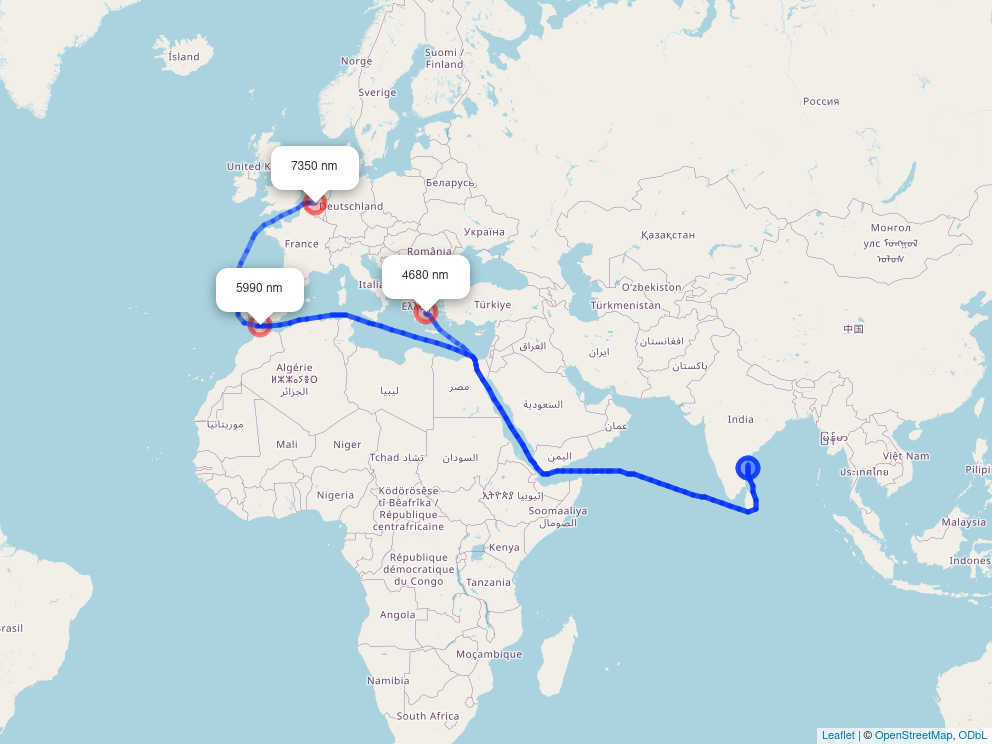 Ísland
Suomi /
Finland
Norge
Sverige
Россия
United K
7350 nm
Беларусь
Deutschland
Україна
France
România
Қазақстан
Монгол
улс
5990 nm
4680 nm
Italia
Ελλ
Türkiye
O'zbekiston
Türkmenistan
中国
العراق
ایران
افغانستان
پاکستان
Algérie
ⵍⵣⵣⴰⵢⴻⵔ
الجزائر
ليبيا
مصر
السعودية
عمان
India
မြန်မာ
موريتانيا
Mali
Niger
Tchad تشاد
السودان
اليمن
Việt Nam
ประเทศไทย
Pilipi
Nigeria
Ködörösêse
tî Bêafrîka /
République
centrafricaine
ኢትዮጵያ إثيوبيا
Soomaaliya
الصومال
Malaysia
Kenya
Indones
République
démocratique
du Congo
Tanzania
Angola
rasil
Moçambique
Namibia
South Africa
Leaflet | © OpenStreetMap, ODbL